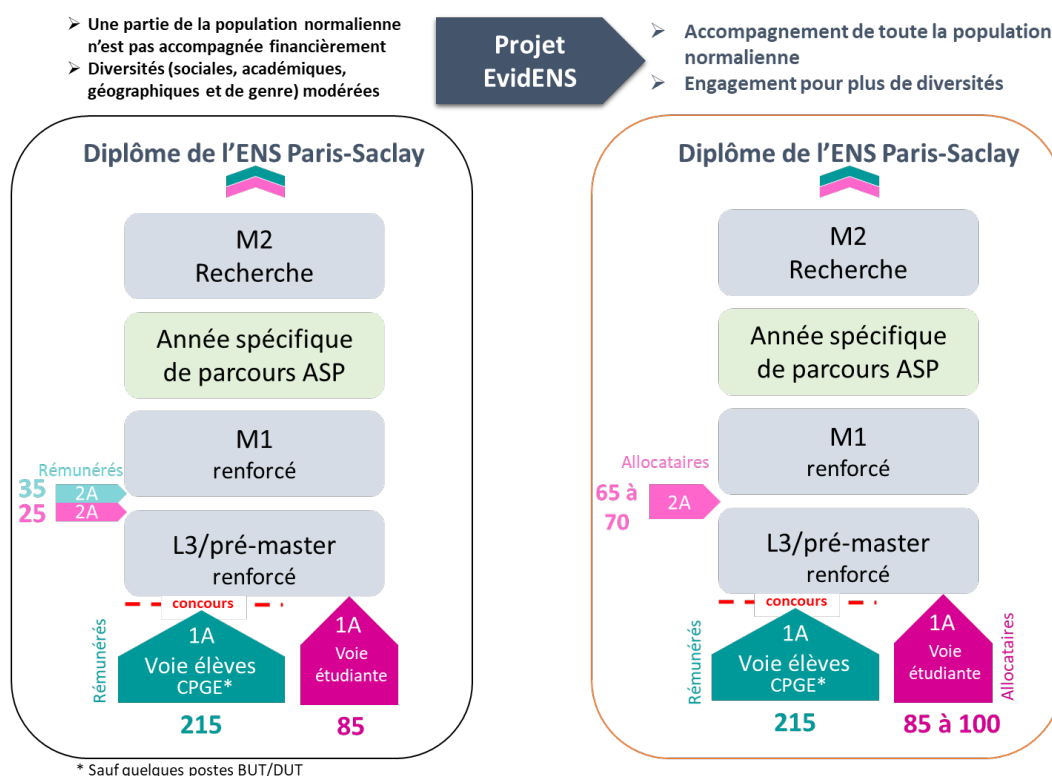 ➢ Une partie de la population normalienne
n'est pas accompagnée financièrement
➢ Diversités (sociales, académiques,
géographiques et de genre) modérées
Projet
EvidENS
➢ Accompagnement de toute la population
normalienne
➢ Engagement pour plus de diversités
Diplôme de l'ENS Paris-Saclay
M2
Recherche
Année spécifique
de parcours ASP
M1
renforcé
Rémunérés
35
2A
25
2A
L3/pré-master
renforcé
concours
Rémunérés
1A
Voie élèves
CPGE*
215
1A
Voie
étudiante
85
* Sauf quelques postes BUT/DUT
Diplôme de l'ENS Paris-Saclay
M2
Recherche
Année spécifique
de parcours ASP
M1
renforcé
Allocataires
65 à
70
2A
L3/pré-master
renforcé
concours
Rémunérés
1A
Voie élèves
CPGE*
215
1A
Voie
étudiante
Allocataires
85 à 100